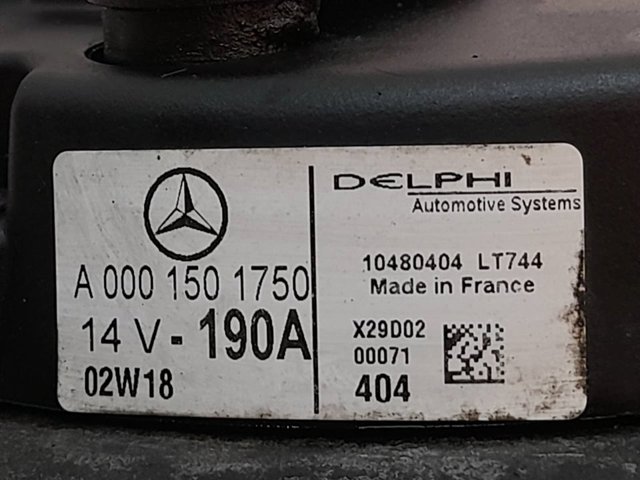 A 000 150 1750
14 V - 190A
02W18
DELPHI
Automotive Systems
10480404 LT744
Made in France
X29D02
00071
404